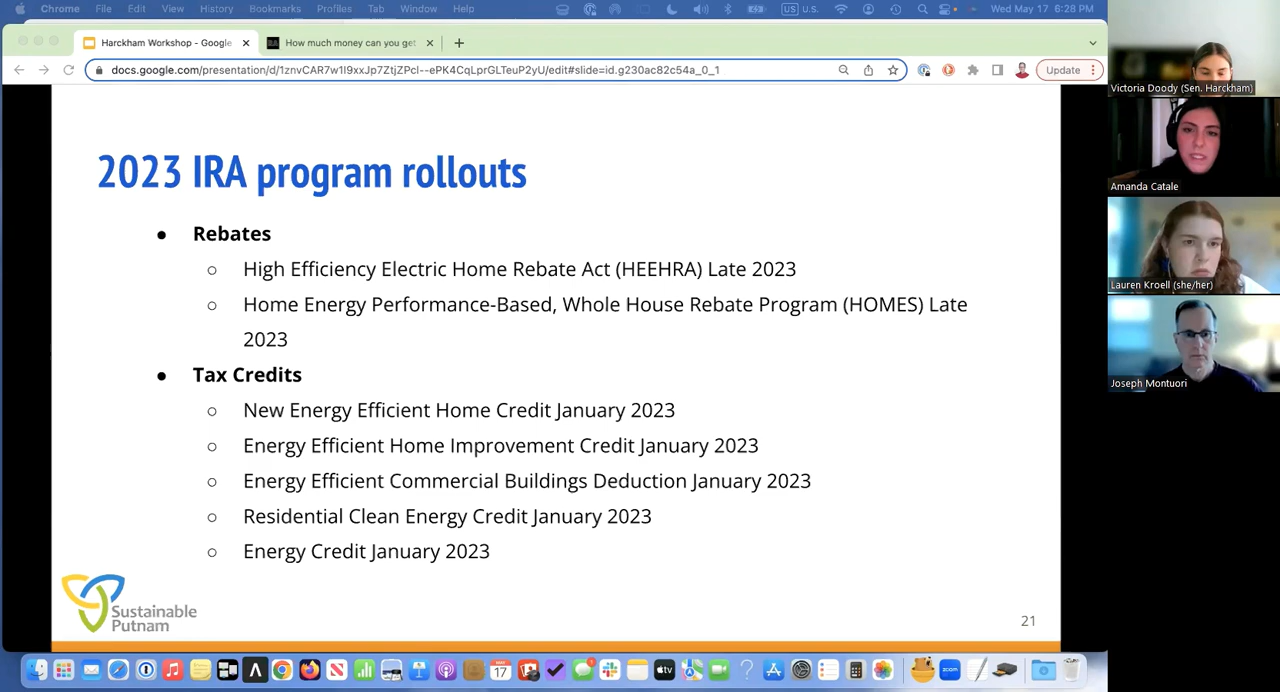 Chrome File Edit View History Bookmarks Profiles Tab Window Help U.S. Wed May 17 6:28 PM
Harckham Workshop - Google How much money can you get
docs.google.com/presentation/d/1znvCAR7w1I9xxJp7ZtjZPcl--ePK4CqLprGLTeuP2yU/edit#slide=id.g230ac82c54a_0_1 Update
Victoria Doody (Sen. Harckham)
Amanda Catale
Lauren Kroell (she/her)
Joseph Montuori
2023 IRA program rollouts
● Rebates
○ High Efficiency Electric Home Rebate Act (HEEHRA) Late 2023
○ Home Energy Performance-Based, Whole House Rebate Program (HOMES) Late
2023
● Tax Credits
○ New Energy Efficient Home Credit January 2023
○ Energy Efficient Home Improvement Credit January 2023
○ Energy Efficient Commercial Buildings Deduction January 2023
○ Residential Clean Energy Credit January 2023
○ Energy Credit January 2023
Sustainable
Putnam
21
17
tv
zoom